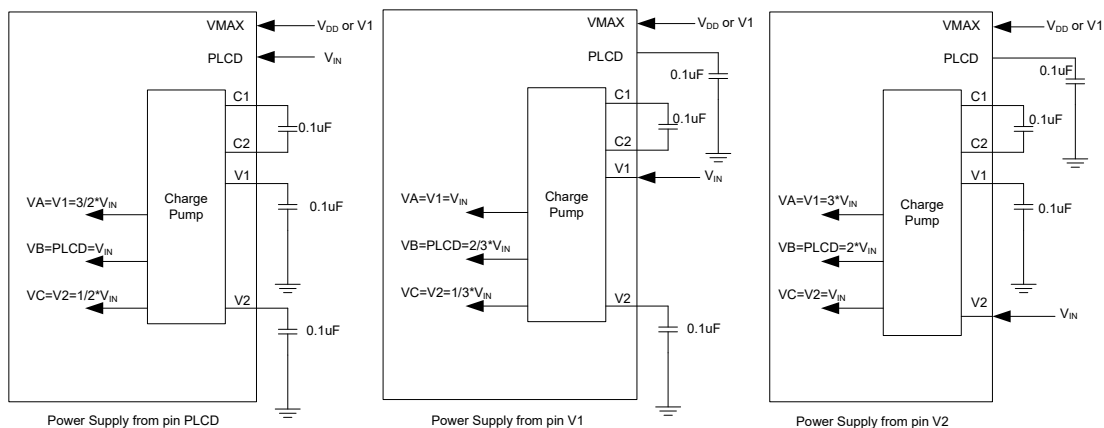 VMAX
V_DD or V1
PLCD
V_IN
C1
0.1uF
C2
V1
Charge
Pump
0.1uF
VA=V1=3/2*V_IN
VB=PLCD=V_IN
VC=V2=1/2*V_IN
V2
0.1uF
Power Supply from pin PLCD
VMAX
V_DD or V1
PLCD
0.1uF
C1
0.1uF
C2
V1
V_IN
Charge
Pump
VA=V1=V_IN
VB=PLCD=2/3*V_IN
VC=V2=1/3*V_IN
V2
0.1uF
Power Supply from pin V1
VMAX
V_DD or V1
PLCD
0.1uF
C1
0.1uF
C2
V1
Charge
Pump
0.1uF
VA=V1=3*V_IN
VB=PLCD=2*V_IN
VC=V2=V_IN
V2
V_IN
Power Supply from pin V2